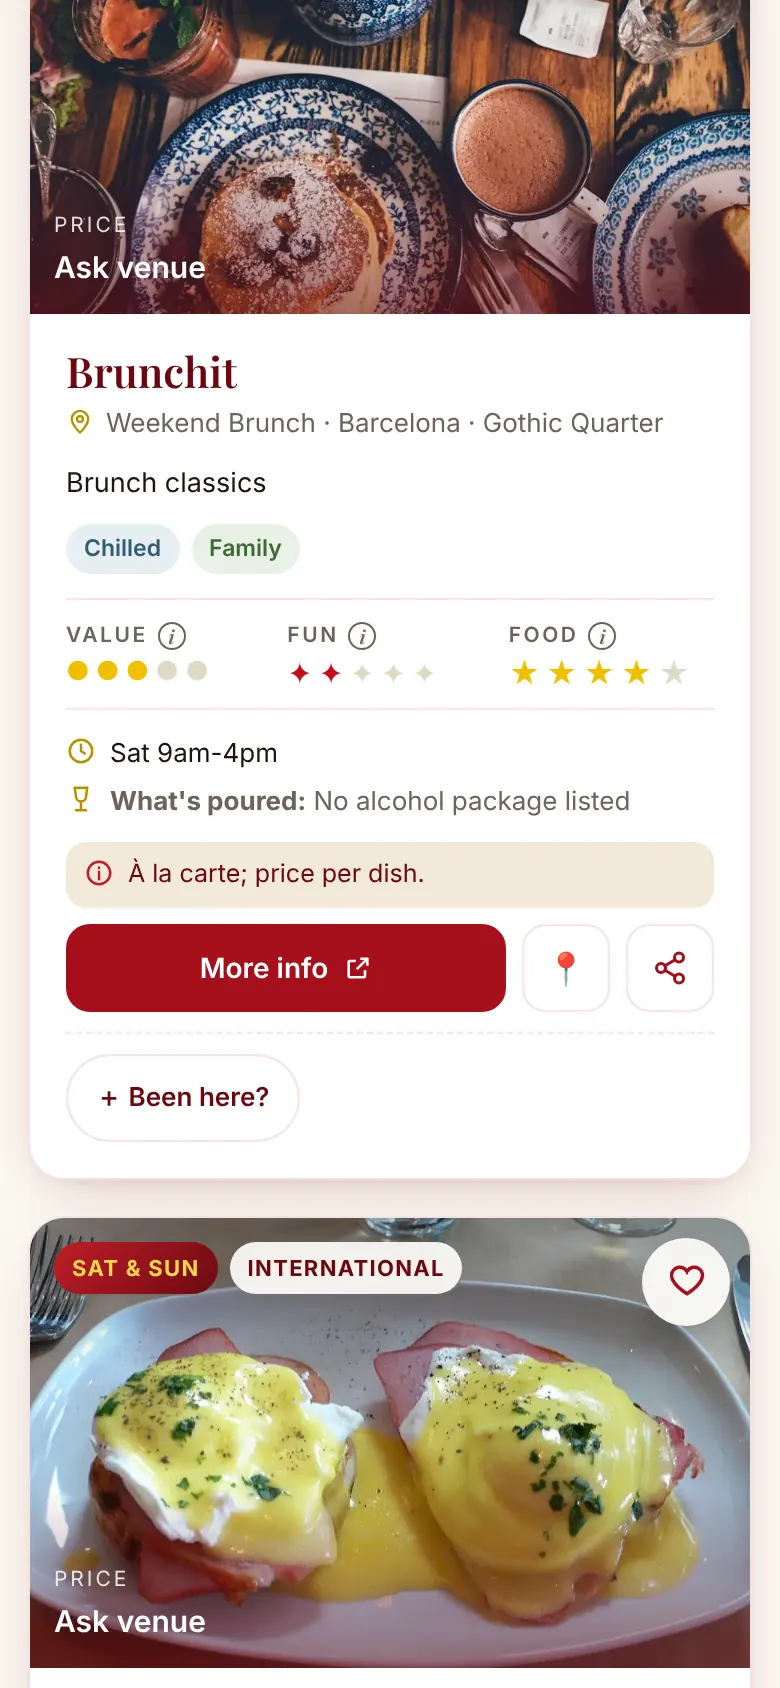 PRICE
Ask venue
Brunchit
Weekend Brunch · Barcelona · Gothic Quarter
Brunch classics
Chilled Family
VALUE i FUN i FOOD i
Sat 9am-4pm
What's poured: No alcohol package listed
À la carte; price per dish.
More info
+ Been here?
SAT & SUN INTERNATIONAL
PRICE
Ask venue